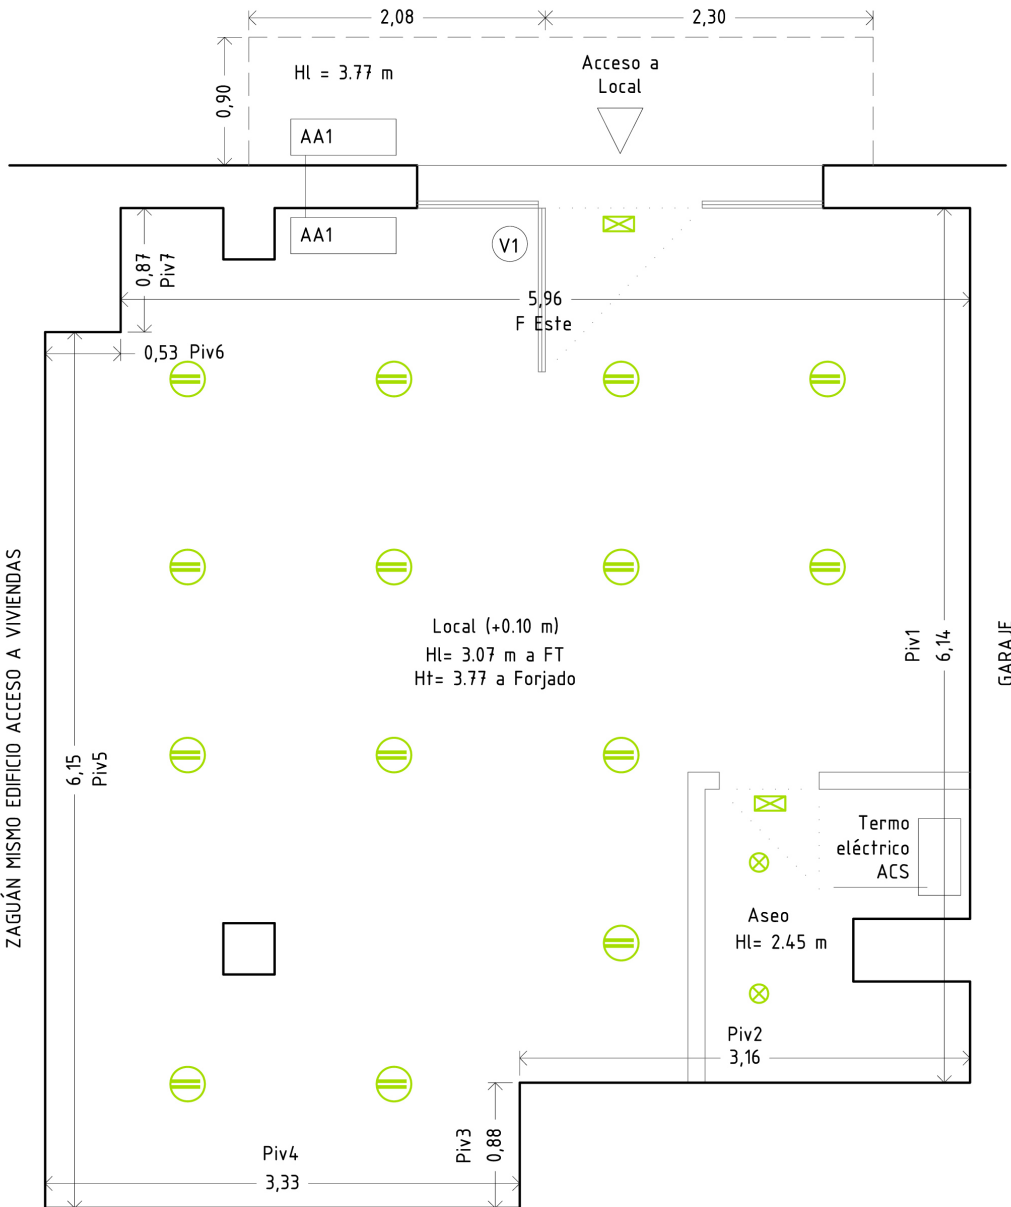 2,08
2,30
0,90
Hl = 3.77 m
Acceso a
Local
AA1
AA1
V1
0,87
Piv7
5,96
F Este
0,53 Piv6
ZAGUÁN MISMO EDIFICIO ACCESO A VIVIENDAS
Local (+0.10 m)
Hl= 3.07 m a FT
Ht= 3.77 a Forjado
Piv1
6,14
GARAJE
6,15
Piv5
Termo
eléctrico
ACS
Aseo
Hl= 2.45 m
Piv2
3,16
Piv3
0,88
Piv4
3,33